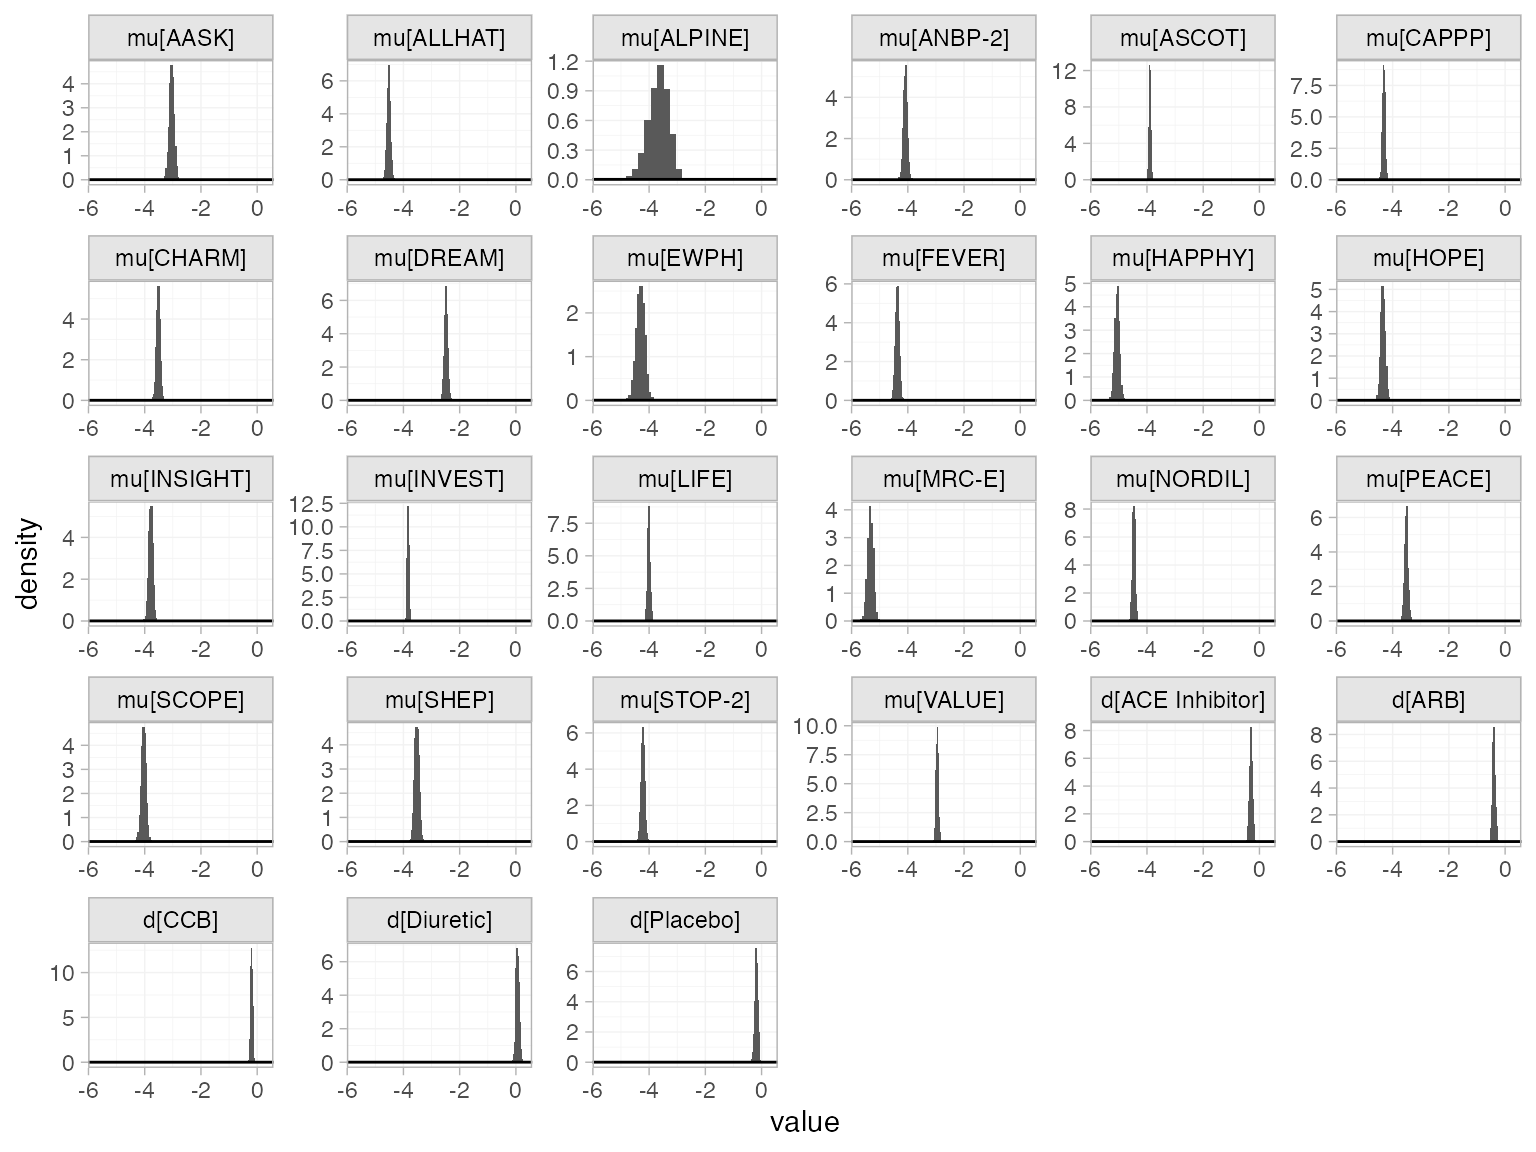 mu[AASK] mu[ALLHAT] mu[ALPINE] mu[ANBP-2] mu[ASCOT] mu[CAPPP]
4 3 2 1 0
6 4 2 0
1.2 0.9 0.6 0.3 0.0
4 2 0
12 8 4 0
7.5 5.0 2.5 0.0
-6 -4 -2 0 -6 -4 -2 0 -6 -4 -2 0 -6 -4 -2 0 -6 -4 -2 0 -6 -4 -2 0
mu[CHARM] mu[DREAM] mu[EWPH] mu[FEVER] mu[HAPPHY] mu[HOPE]
4 2 0
6 4 2 0
2 1 0
6 4 2 0
5 4 3 2 1 0
5 4 3 2 1 0
-6 -4 -2 0 -6 -4 -2 0 -6 -4 -2 0 -6 -4 -2 0 -6 -4 -2 0 -6 -4 -2 0
density
mu[INSIGHT] mu[INVEST] mu[LIFE] mu[MRC-E] mu[NORDIL] mu[PEACE]
4 2 0
12.5 10.0 7.5 5.0 2.5 0.0
7.5 5.0 2.5 0.0
4 3 2 1 0
8 6 4 2 0
6 4 2 0
-6 -4 -2 0 -6 -4 -2 0 -6 -4 -2 0 -6 -4 -2 0 -6 -4 -2 0 -6 -4 -2 0
mu[SCOPE] mu[SHEP] mu[STOP-2] mu[VALUE] d[ACE Inhibitor] d[ARB]
4 3 2 1 0
4 3 2 1 0
6 4 2 0
10.0 7.5 5.0 2.5 0.0
8 6 4 2 0
8 6 4 2 0
-6 -4 -2 0 -6 -4 -2 0 -6 -4 -2 0 -6 -4 -2 0 -6 -4 -2 0 -6 -4 -2 0
d[CCB] d[Diuretic] d[Placebo]
10 5 0
6 4 2 0
6 4 2 0
-6 -4 -2 0 -6 -4 -2 0 -6 -4 -2 0
value